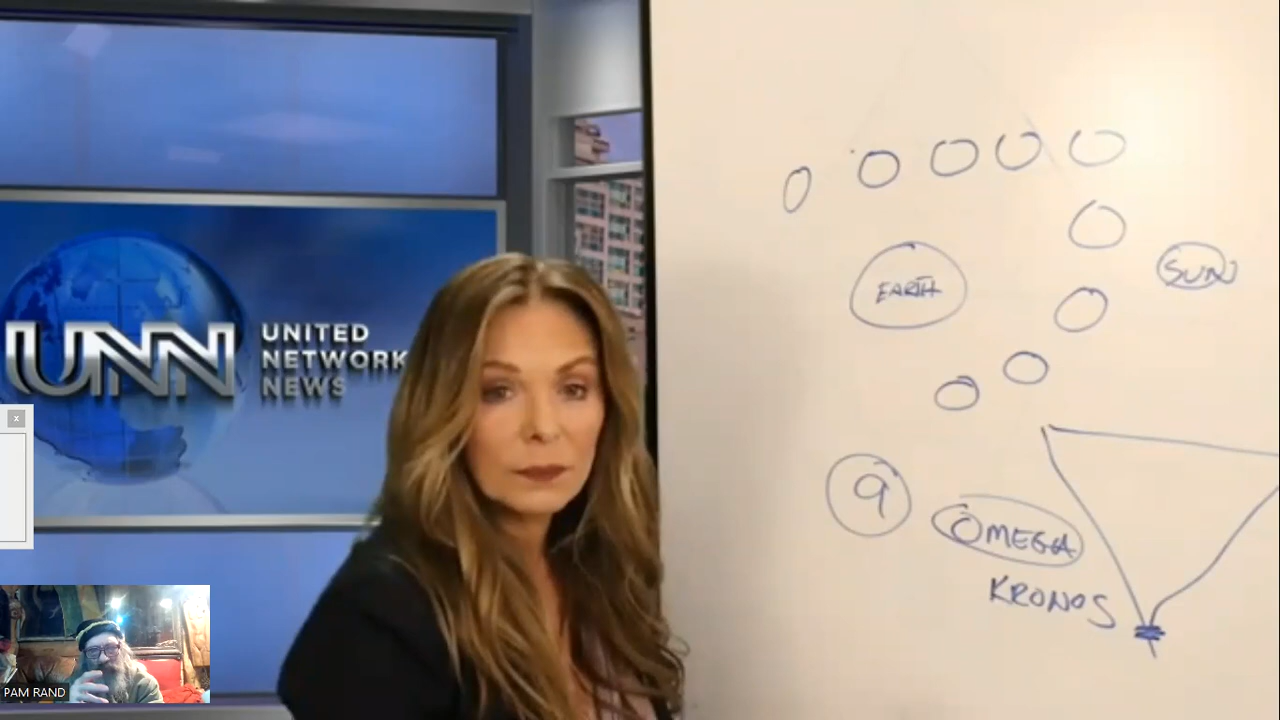 UNN
UNITED
NETWORK
NEWS
EARTH
SUN
9
OMEGA
KRONOS
x
PAM RAND